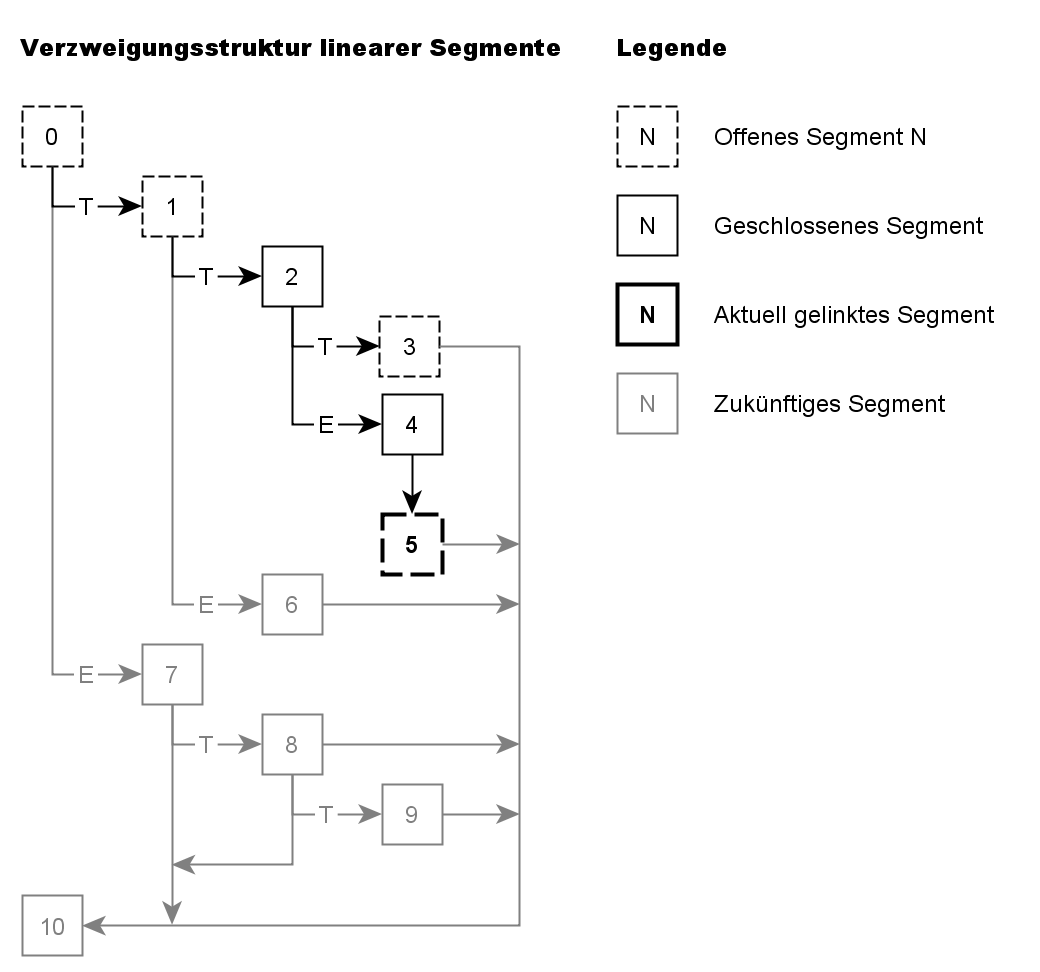 Verzweigungsstruktur linearer Segmente
Legende
0
N Offenes Segment N
T 1
N Geschlossenes Segment
T 2
N Aktuell gelinktes Segment
T 3
N Zukünftiges Segment
E 4
5
E 6
E 7
T 8
T 9
10